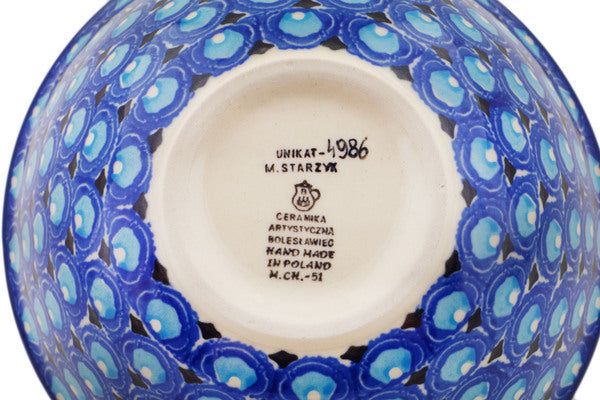 UNIKAT-4986
M.STARZYK
CERAMIKA
ARTYSTYCZNA
BOLESŁAWIEC
HAND MADE
IN POLAND
M.CH.-51